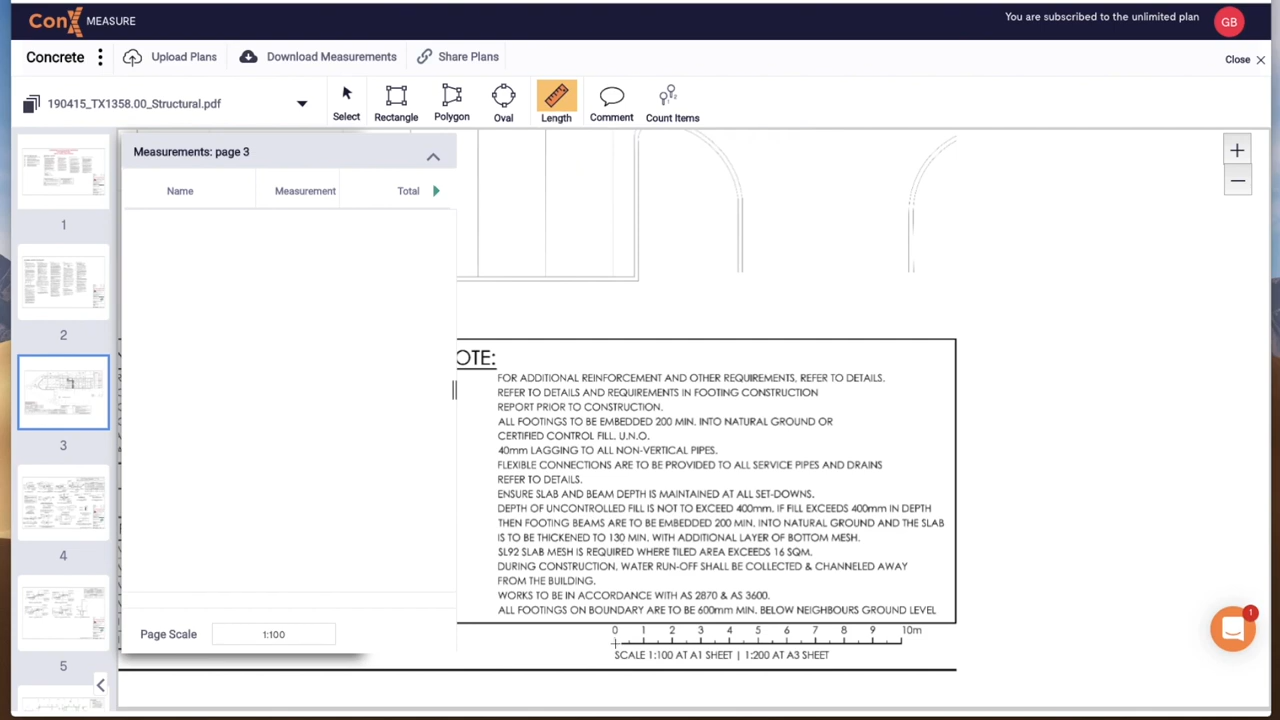 ConX MEASURE
You are subscribed to the unlimited plan
GB
Concrete
Upload Plans
Download Measurements
Share Plans
Close
190415_TX1358.00_Structural.pdf
Select
Rectangle
Polygon
Oval
Length
Comment
Count Items
Measurements: page 3
Name
Measurement
Total
1
2
3
4
5
OTE:
FOR ADDITIONAL REINFORCEMENT AND OTHER REQUIREMENTS, REFER TO DETAILS.
REFER TO DETAILS AND REQUIREMENTS IN FOOTING CONSTRUCTION
REPORT PRIOR TO CONSTRUCTION.
ALL FOOTINGS TO BE EMBEDDED 200 MIN. INTO NATURAL GROUND OR
CERTIFIED CONTROL FILL. U.N.O.
40mm LAGGING TO ALL NON-VERTICAL PIPES.
FLEXIBLE CONNECTIONS ARE TO BE PROVIDED TO ALL SERVICE PIPES AND DRAINS
REFER TO DETAILS.
ENSURE SLAB AND BEAM DEPTH IS MAINTAINED AT ALL SET-DOWNS.
DEPTH OF UNCONTROLLED FILL IS NOT TO EXCEED 400mm. IF FILL EXCEEDS 400mm IN DEPTH
THEN FOOTING BEAMS ARE TO BE EMBEDDED 200 MIN. INTO NATURAL GROUND AND THE SLAB
IS TO BE THICKENED TO 130 MIN. WITH ADDITIONAL LAYER OF BOTTOM MESH.
SL92 SLAB MESH IS REQUIRED WHERE TILED AREA EXCEEDS 16 SQM.
DURING CONSTRUCTION, WATER RUN-OFF SHALL BE COLLECTED & CHANNELED AWAY
FROM THE BUILDING.
WORKS TO BE IN ACCORDANCE WITH AS 2870 & AS 3600.
ALL FOOTINGS ON BOUNDARY ARE TO BE 600mm MIN. BELOW NEIGHBOURS GROUND LEVEL
0 1 2 3 4 5 6 7 8 9 10m
SCALE 1:100 AT A1 SHEET | 1:200 AT A3 SHEET
Page Scale
1:100
1